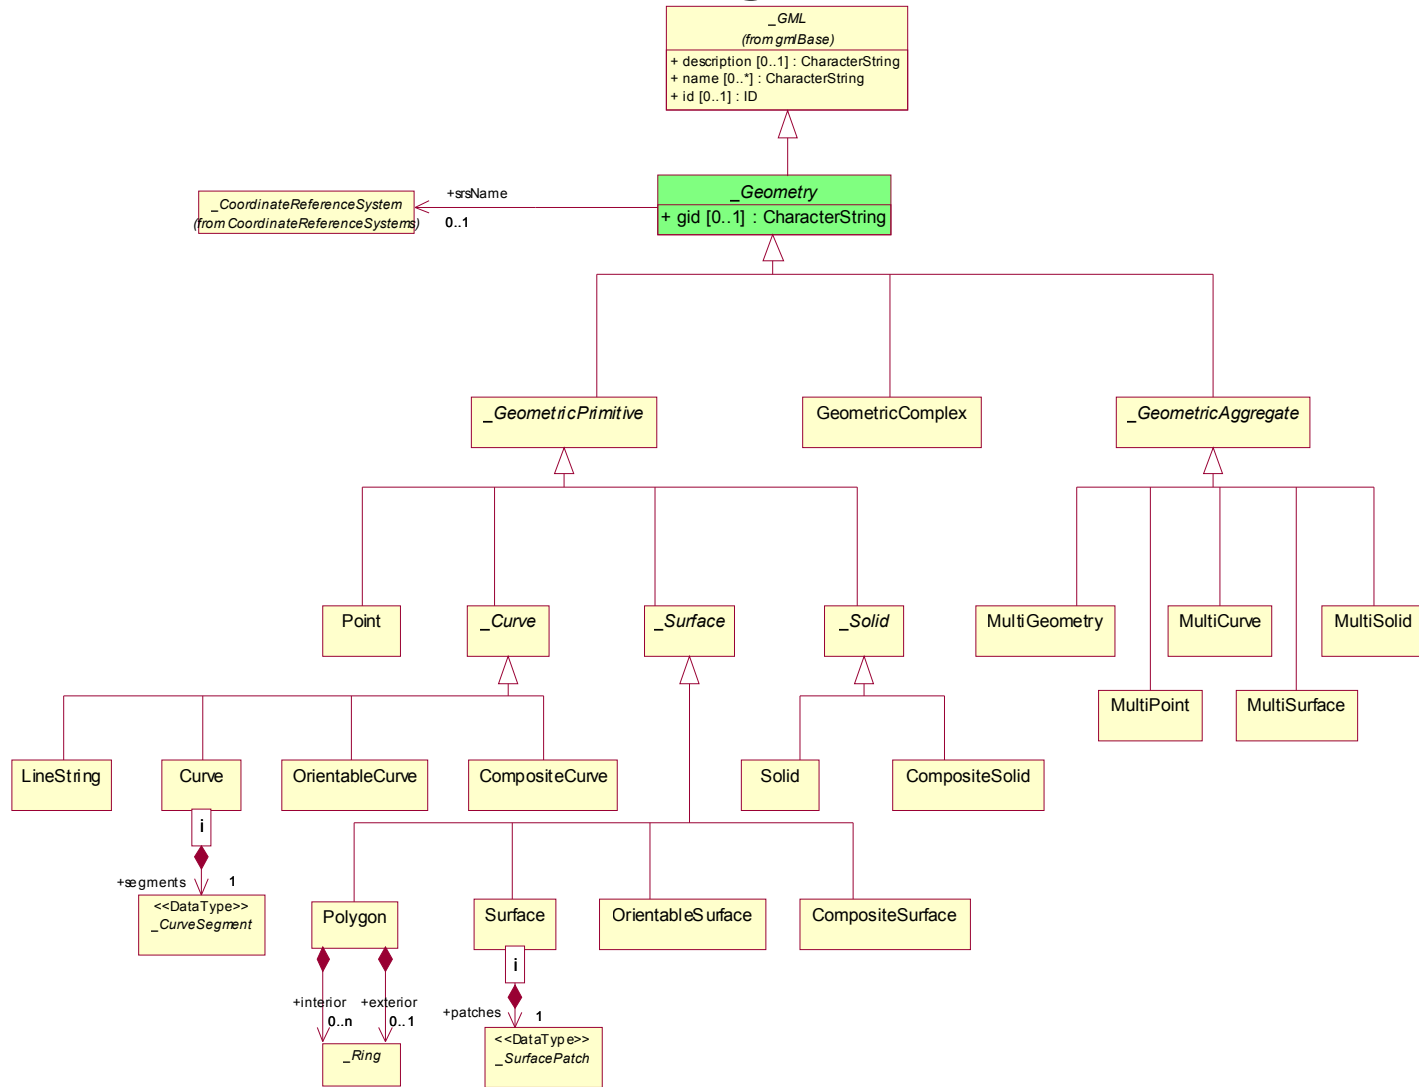 _GML
(from gmlBase)
+ description [0..1] : CharacterString
+ name [0..*] : CharacterString
+ id [0..1] : ID
+srsName
_CoordinateReferenceSystem
(from CoordinateReferenceSystems)
0..1
_Geometry
+ gid [0..1] : CharacterString
_GeometricPrimitive
GeometricComplex
_GeometricAggregate
Point
_Curve
_Surface
_Solid
MultiGeometry
MultiCurve
MultiSolid
MultiPoint
MultiSurface
LineString
Curve
OrientableCurve
CompositeCurve
Solid
CompositeSolid
i
+segments
1
<<DataType>>
_CurveSegment
Polygon
Surface
OrientableSurface
CompositeSurface
i
+interior
0..n
+exterior
0..1
+patches
1
_Ring
<<DataType>>
_SurfacePatch